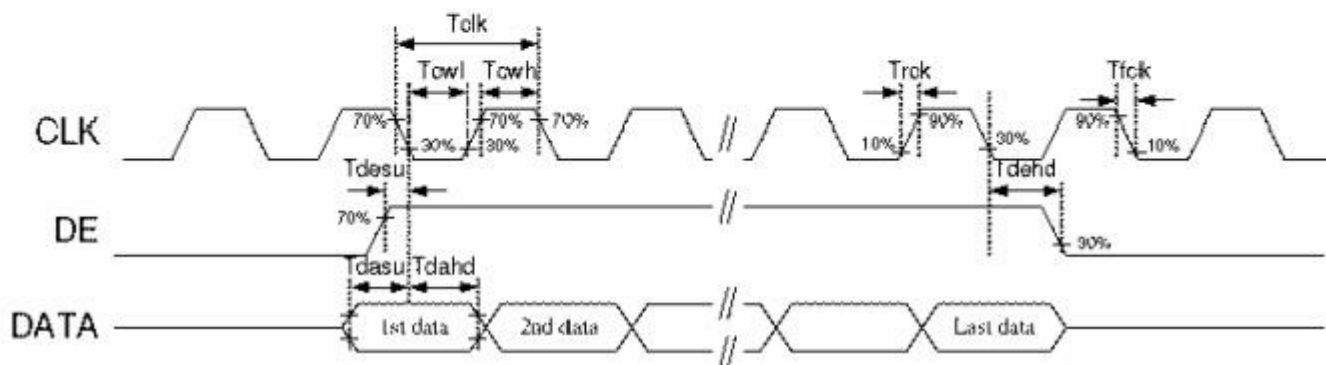 Tclk
Tcwl Tcwh Trck Tfclk
CLK 70% 70% 70% 90% 30% 90%
30% 30% 10% 10%
Tdesu Tdehd
DE 70% 30%
Tdasu Tdahd
DATA 1st data 2nd data Last data